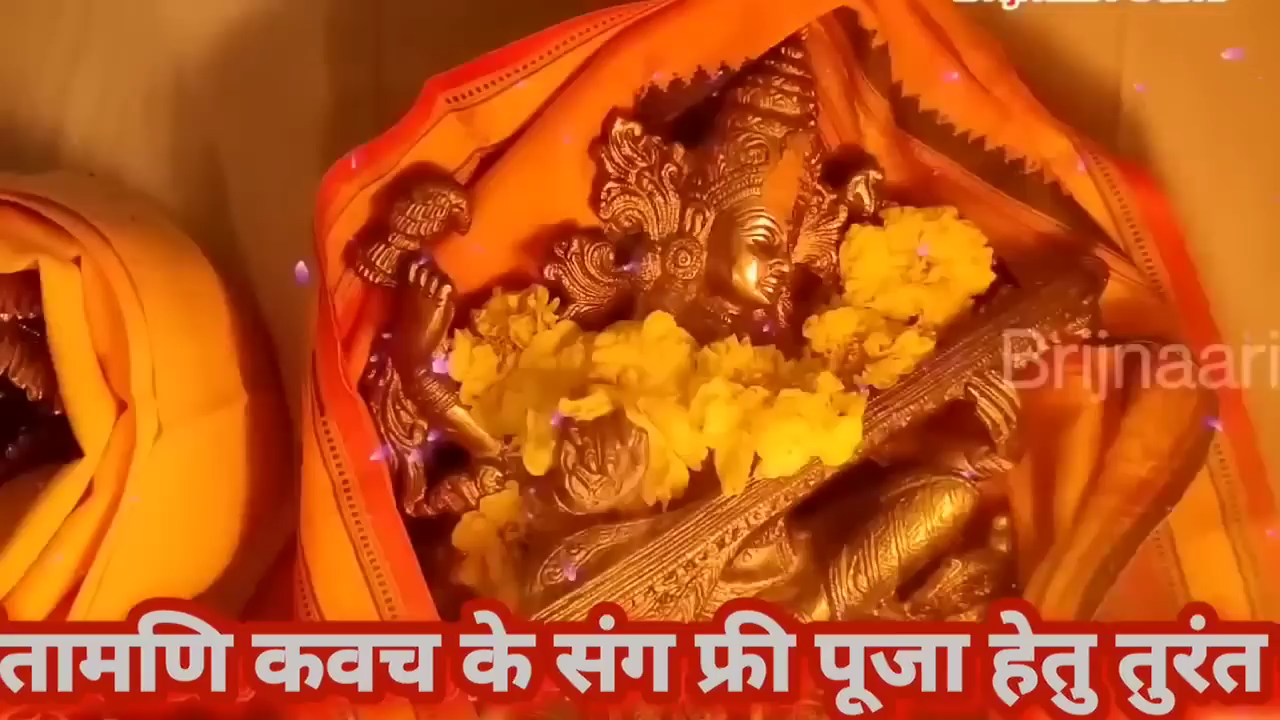 Brijnaari
तामणि कवच के संग फ्री पूजा हेतु तुरंत